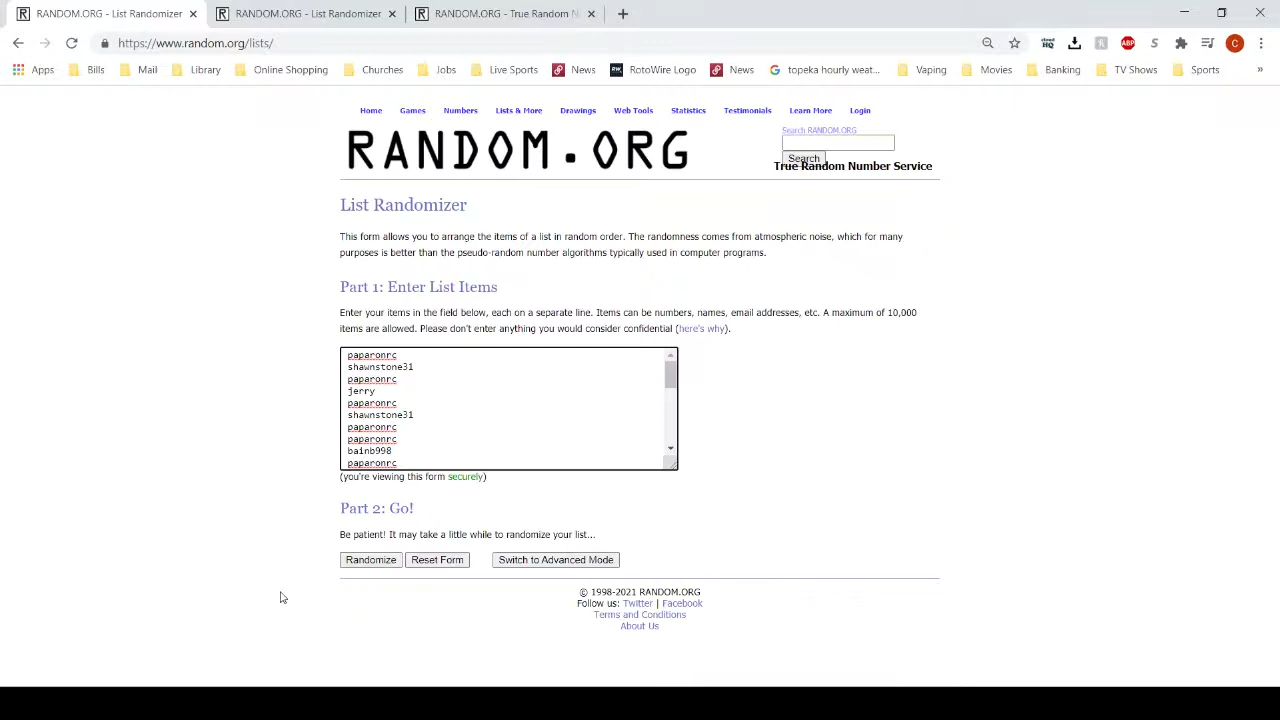 RANDOM.ORG - List Randomizer
RANDOM.ORG - List Randomizer
RANDOM.ORG - True Random N
https://www.random.org/lists/
Apps Bills Mail Library Online Shopping Churches Jobs Live Sports News RotoWire Logo News topeka hourly weat... Vaping Movies Banking TV Shows Sports »
Home Games Numbers Lists & More Drawings Web Tools Statistics Testimonials Learn More Login
RANDOM.ORG
Search RANDOM.ORG
Search
True Random Number Service
List Randomizer
This form allows you to arrange the items of a list in random order. The randomness comes from atmospheric noise, which for many
purposes is better than the pseudo-random number algorithms typically used in computer programs.
Part 1: Enter List Items
Enter your items in the field below, each on a separate line. Items can be numbers, names, email addresses, etc. A maximum of 10,000
items are allowed. Please don't enter anything you would consider confidential (here's why).
paparonrc
shawnstone31
paparonrc
jerry
paparonrc
shawnstone31
paparonrc
paparonrc
bainb998
paparonrc
(you're viewing this form securely)
Part 2: Go!
Be patient! It may take a little while to randomize your list...
Randomize Reset Form Switch to Advanced Mode
© 1998-2021 RANDOM.ORG
Follow us: Twitter | Facebook
Terms and Conditions
About Us